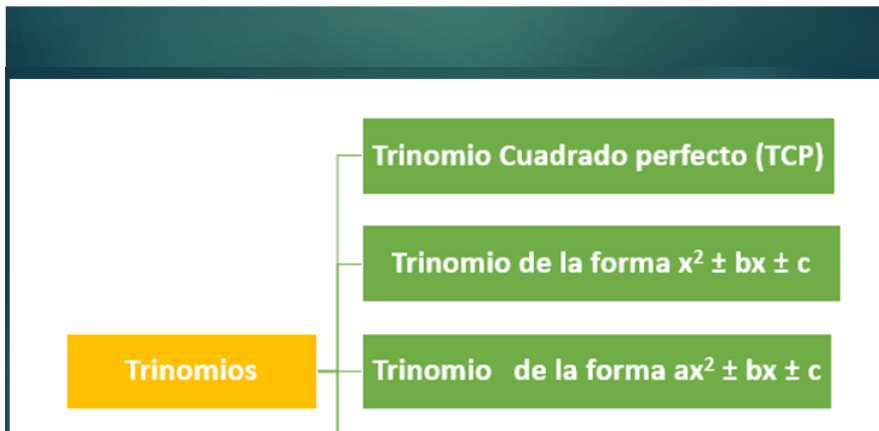 Trinomio Cuadrado perfecto (TCP)
Trinomio de la forma x² ± bx ± c
Trinomios
Trinomio de la forma ax² ± bx ± c